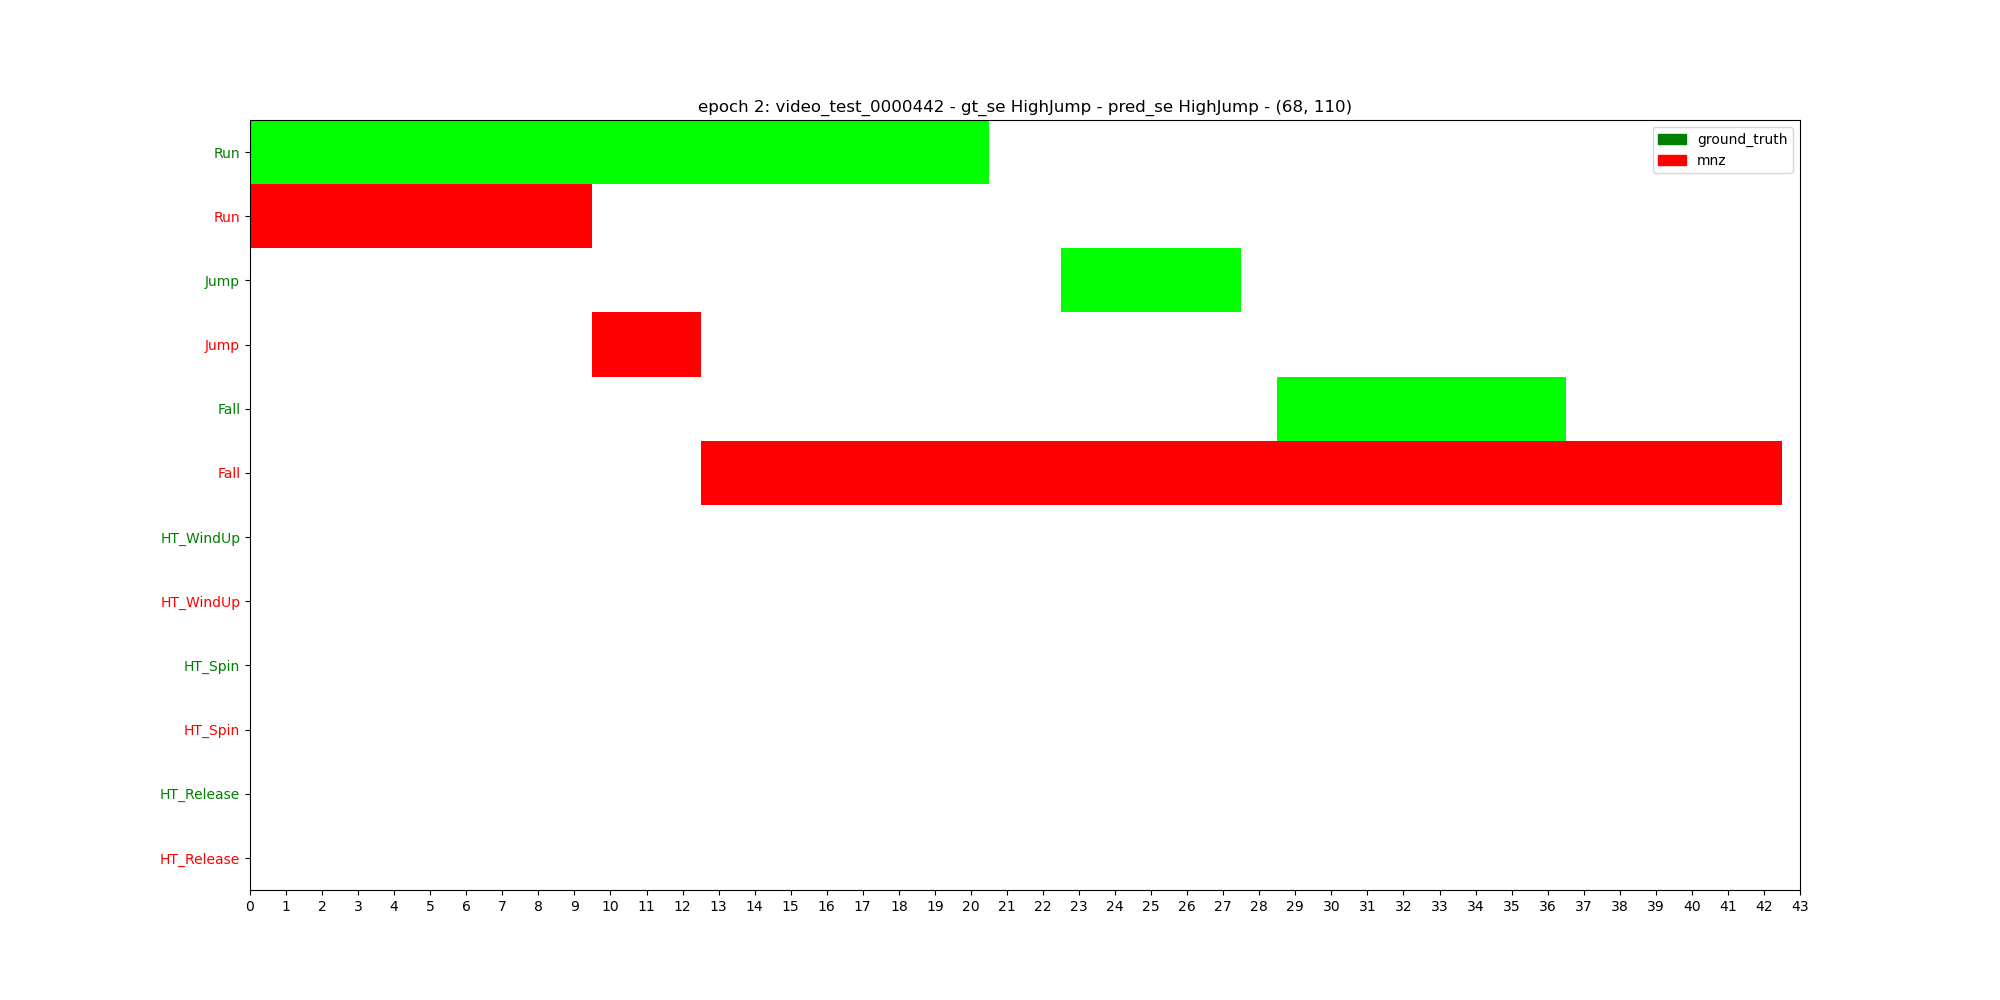 epoch 2: video_test_0000442 - gt_se HighJump - pred_se HighJump - (68, 110)
ground_truth
mnz
Run
Run
Jump
Jump
Fall
Fall
HT_WindUp
HT_WindUp
HT_Spin
HT_Spin
HT_Release
HT_Release
0 1 2 3 4 5 6 7 8 9 10 11 12 13 14 15 16 17 18 19 20 21 22 23 24 25 26 27 28 29 30 31 32 33 34 35 36 37 38 39 40 41 42 43